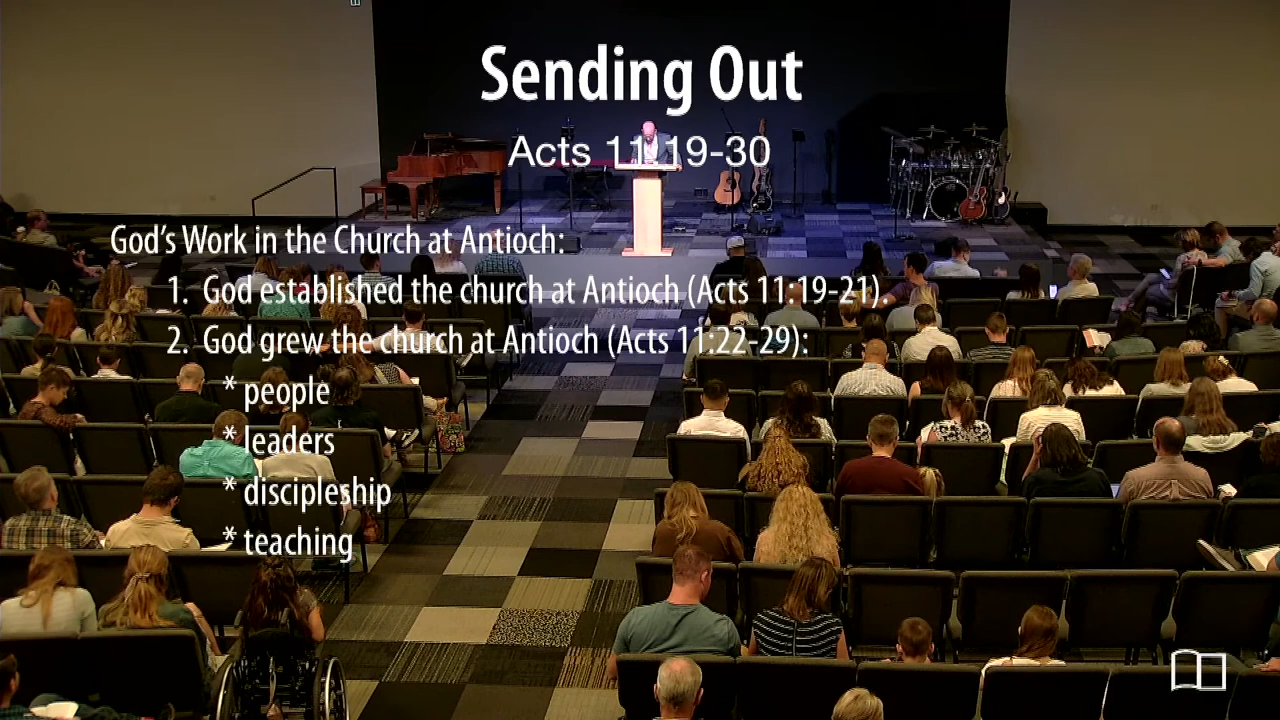 Sending Out
Acts 11:19-30
God's Work in the Church at Antioch:
1. God established the church at Antioch (Acts 11:19-21).
2. God grew the church at Antioch (Acts 11:22-29):
* people
* leaders
* discipleship
* teaching